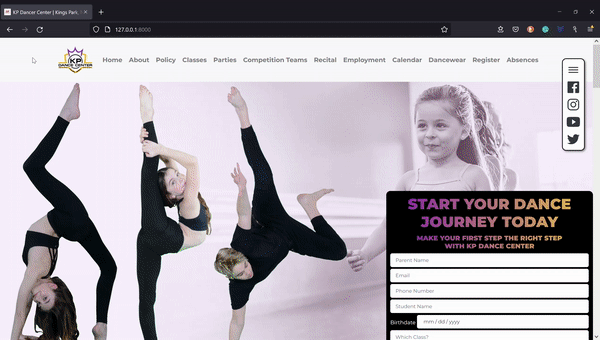 KP Dancer Center | Kings Park,
127.0.0.1:8000
KP
DANCE CENTER
Home About Policy Classes Parties Competition Teams Recital Employment Calendar Dancewear Register Absences
START YOUR DANCE
JOURNEY TODAY
MAKE YOUR FIRST STEP THE RIGHT STEP
WITH KP DANCE CENTER
Parent Name
Email
Phone Number
Student Name
Birthdate mm / dd / yyyy
Which Class?